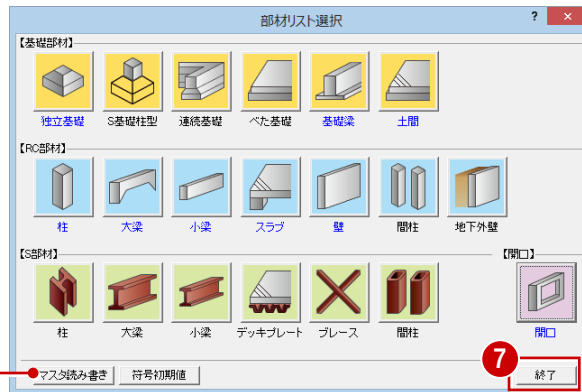 部材リスト選択
? ×
【基礎部材】
独立基礎 S基礎柱型 連続基礎 べた基礎 基礎梁 土間
【RC部材】
柱 大梁 小梁 スラブ 壁 間柱 地下外壁
【S部材】 【開口】
柱 大梁 小梁 デッキプレート ブレース 間柱 開口
7
マスタ読み書き 符号初期値 終了